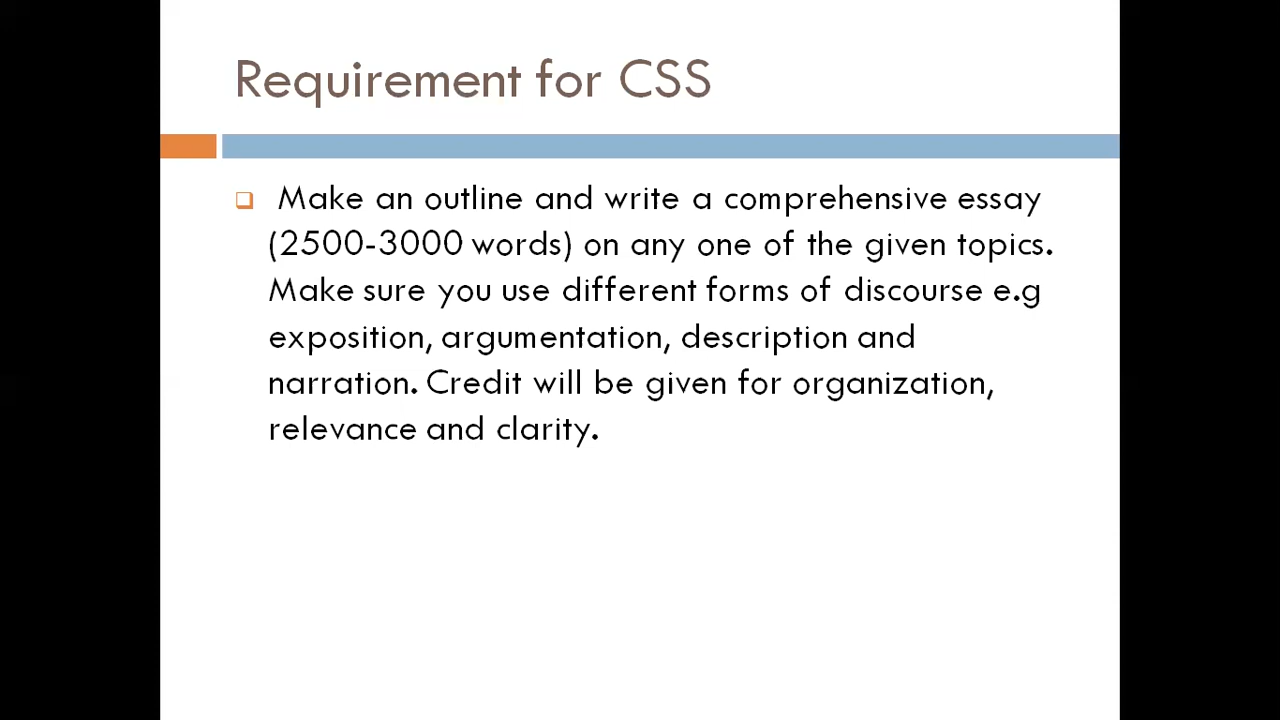 Requirement for CSS
Make an outline and write a comprehensive essay
(2500-3000 words) on any one of the given topics.
Make sure you use different forms of discourse e.g
exposition, argumentation, description and
narration. Credit will be given for organization,
relevance and clarity.